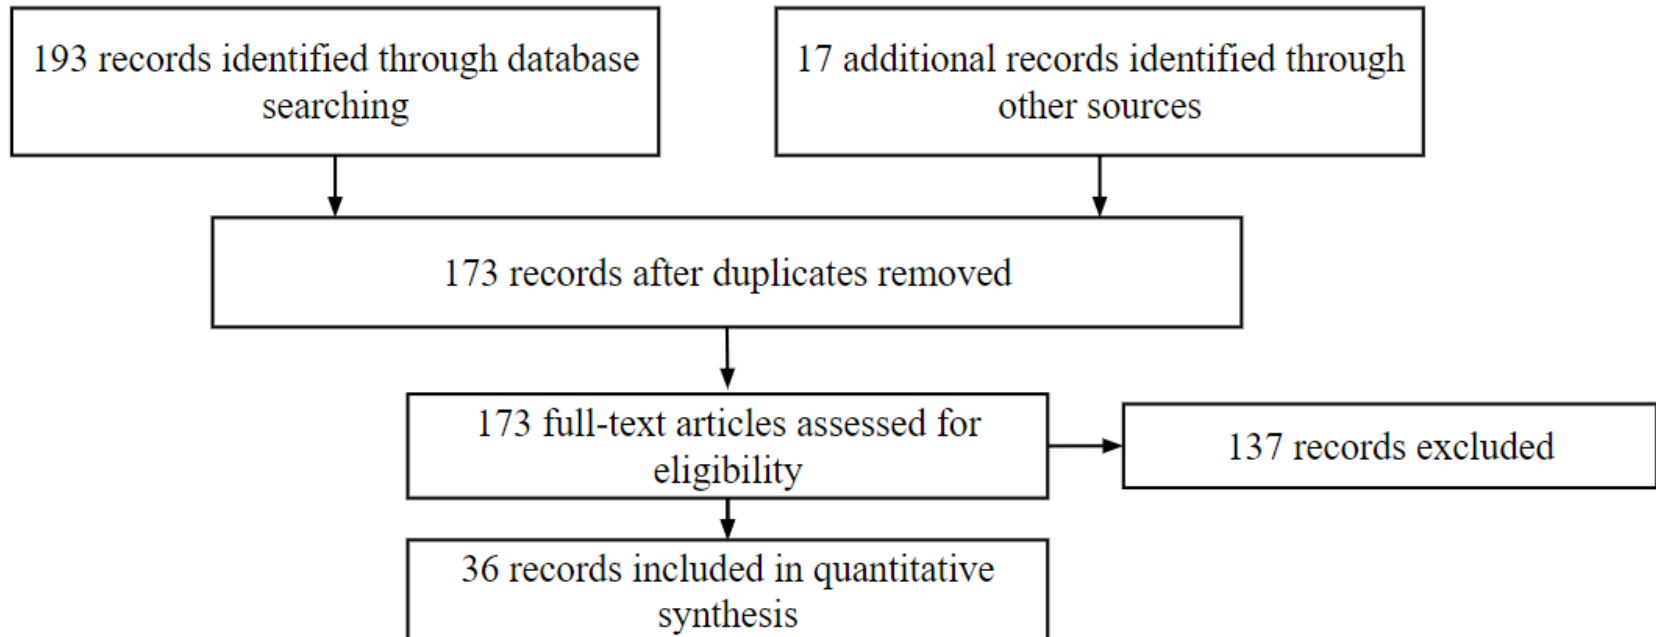 193 records identified through database
searching
17 additional records identified through
other sources
173 records after duplicates removed
173 full-text articles assessed for
eligibility
137 records excluded
36 records included in quantitative
synthesis